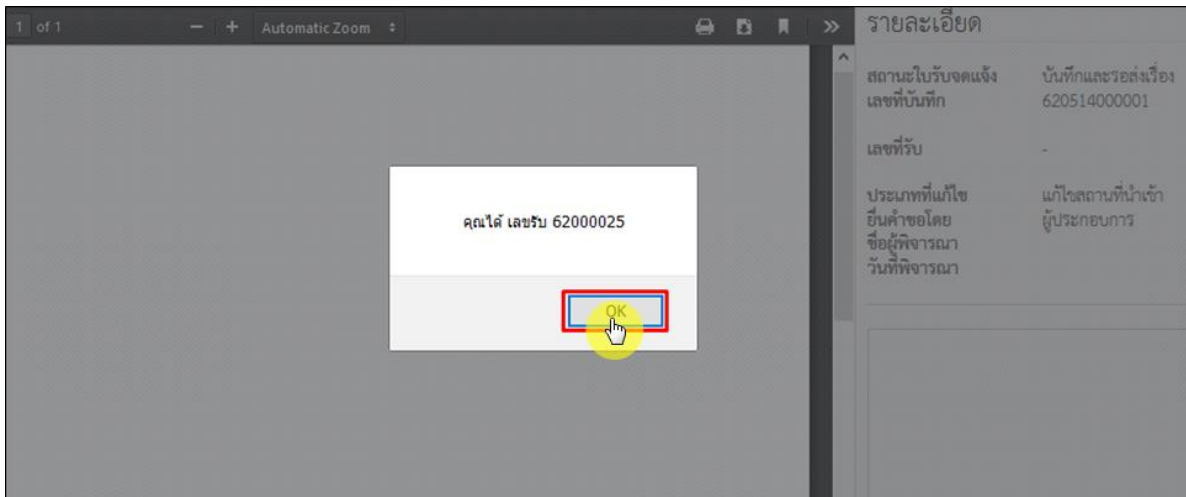 1 of 1 − + Automatic Zoom
รายละเอียด
สถานะใบรับจดแจ้ง บันทึกและรอส่งเรื่อง
เลขที่บันทึก 620514000001
เลขที่รับ -
ประเภทที่แก้ไข แก้ไขสถานที่นำเข้า
ยื่นคำขอโดย ผู้ประกอบการ
ชื่อผู้พิจารณา
วันที่พิจารณา
คุณได้ เลขรับ 62000025
OK